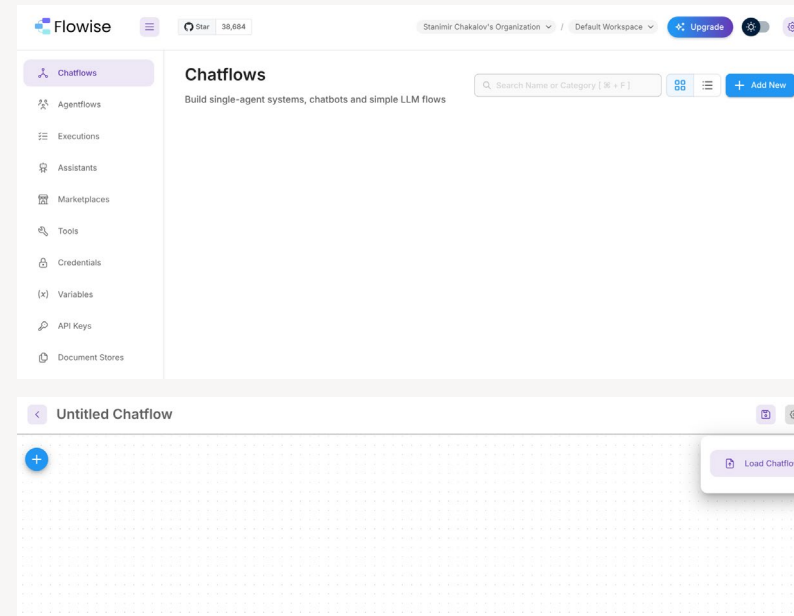 Flowise
Star 38,684
Stanimir Chakalov's Organization / Default Workspace
Upgrade
Chatflows
Agentflows
Executions
Assistants
Marketplaces
Tools
Credentials
(x) Variables
API Keys
Document Stores
Chatflows
Build single-agent systems, chatbots and simple LLM flows
Search Name or Category [ ⌘ + F ]
Add New
Untitled Chatflow
Load Chatflo